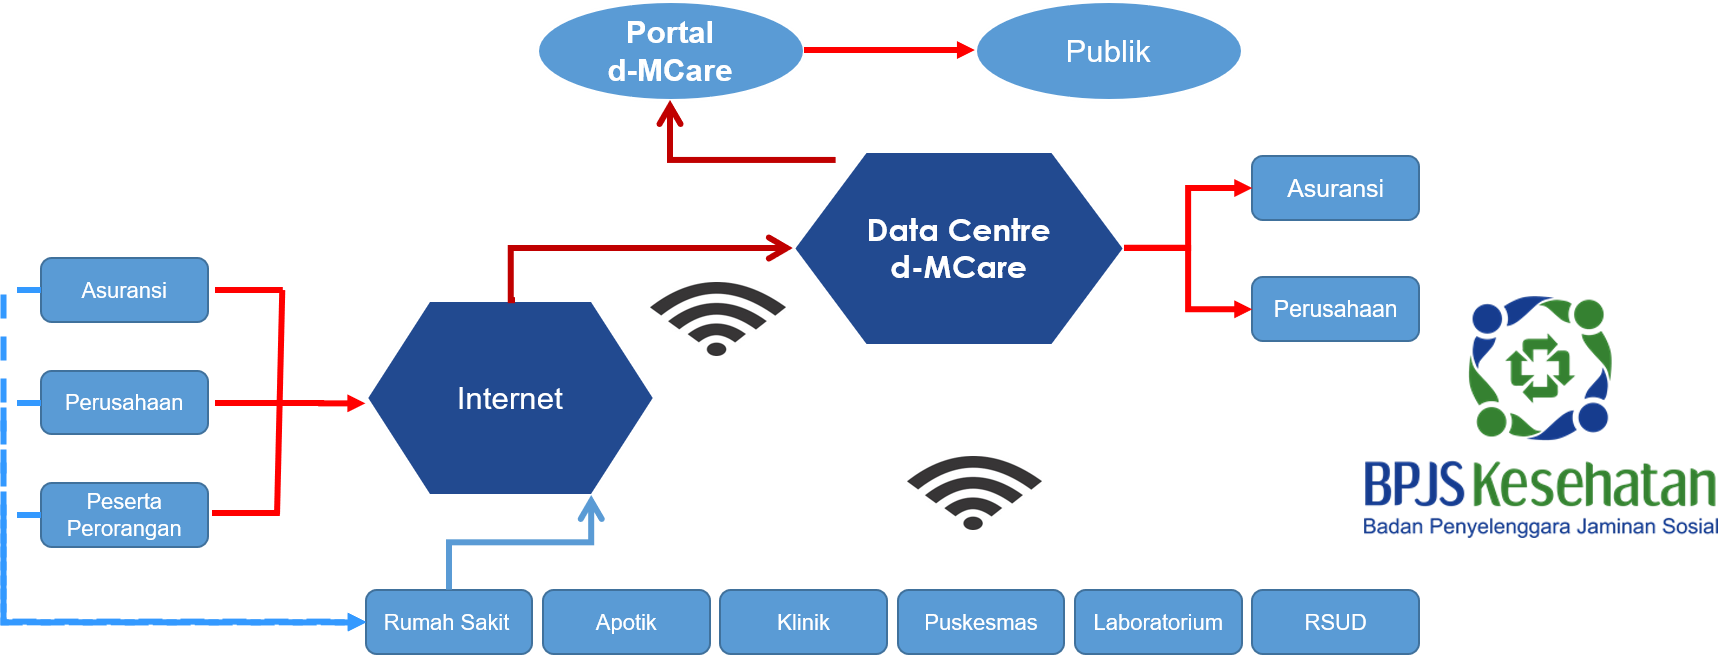 Portal
d-MCare
Publik
Data Centre
d-MCare
Asuransi
Perusahaan
Asuransi
Perusahaan
Peserta
Perorangan
Internet
BPJS Kesehatan
Badan Penyelenggara Jaminan Sosial
Rumah Sakit
Apotik
Klinik
Puskesmas
Laboratorium
RSUD